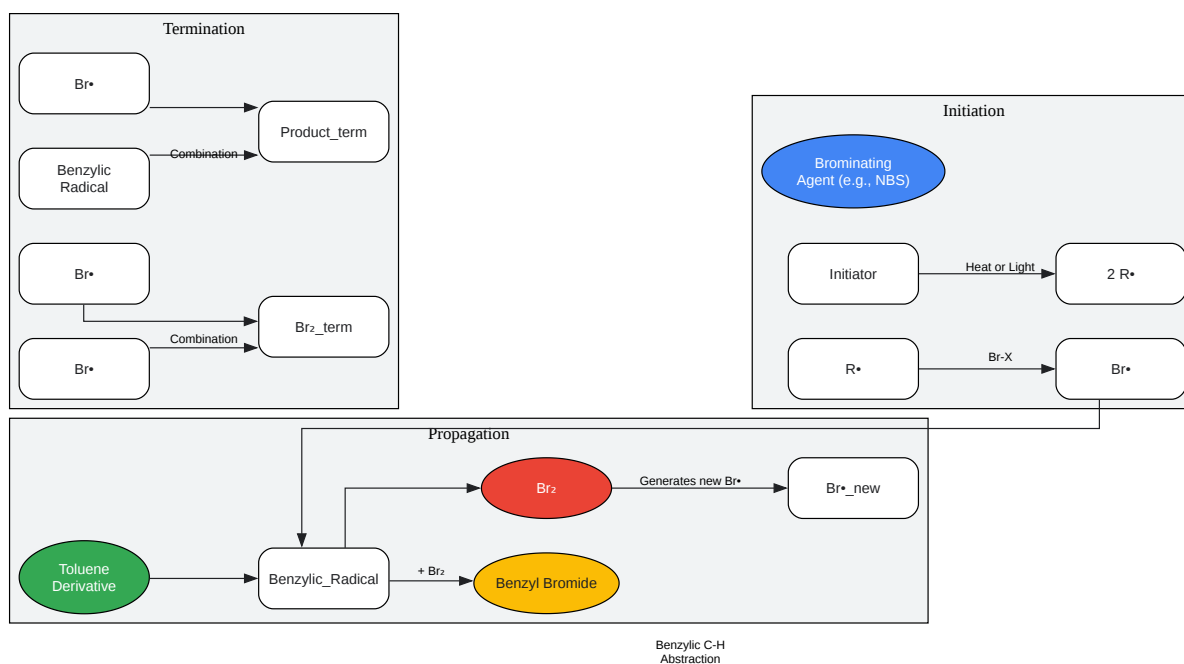 Termination
Br•
Combination
Benzylic
Radical
Product_term
Br•
Br•
Combination
Br₂_term
Initiation
Brominating
Agent (e.g., NBS)
Initiator
Heat or Light
2 R•
R•
Br-X
Br•
Propagation
Br₂
Generates new Br•
Br•_new
Toluene
Derivative
Benzylic_Radical
+ Br₂
Benzyl Bromide
Benzylic C-H
Abstraction